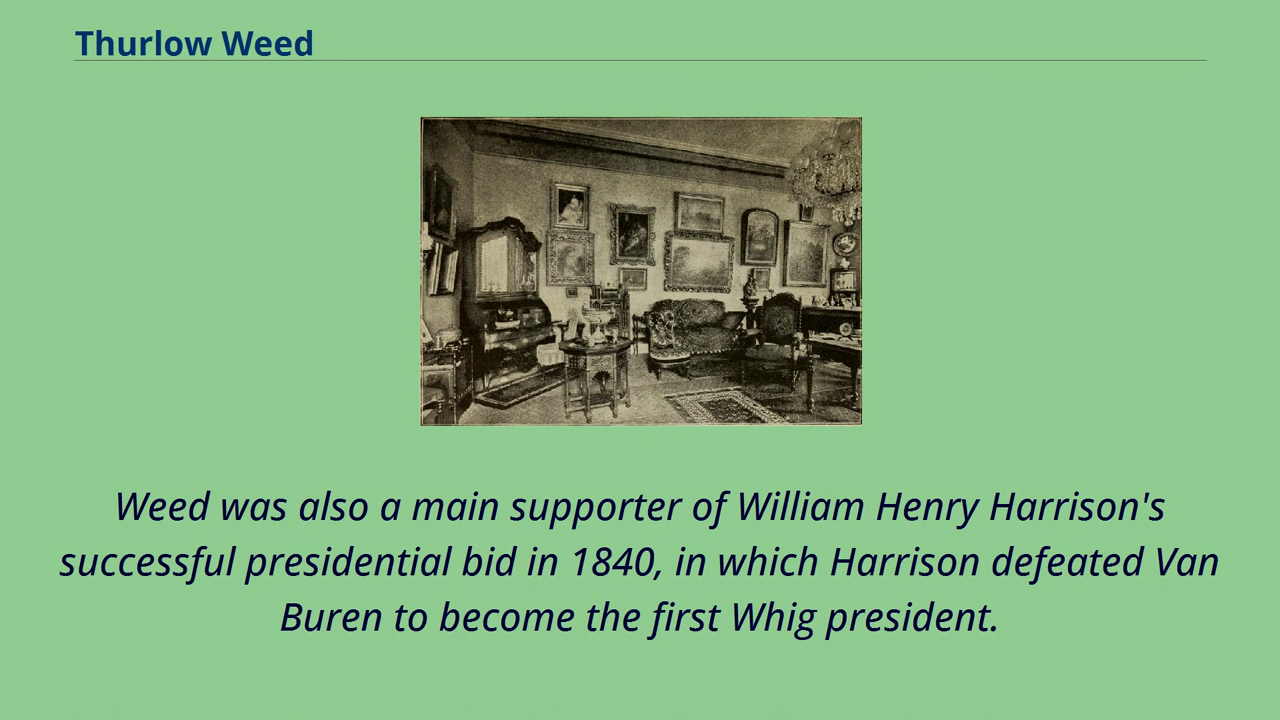 Thurlow Weed
Weed was also a main supporter of William Henry Harrison's
successful presidential bid in 1840, in which Harrison defeated Van
Buren to become the first Whig president.